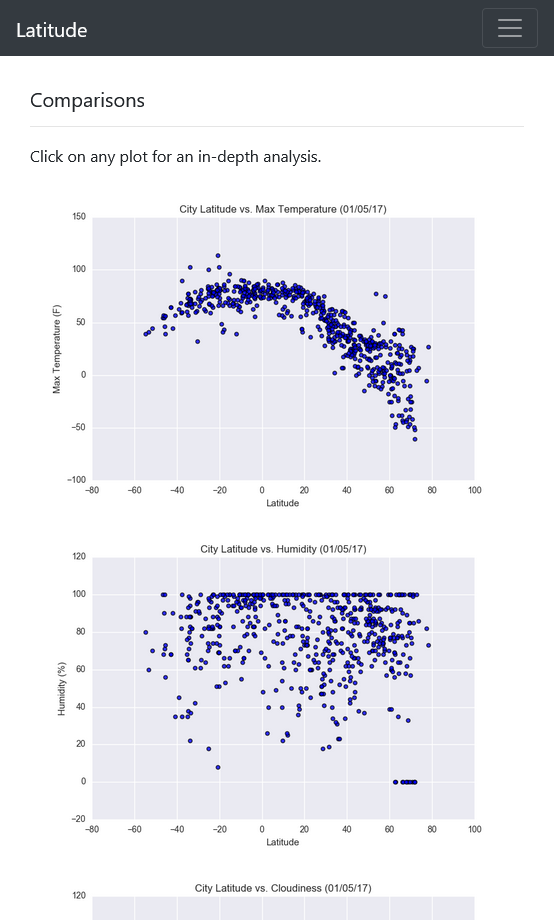 Latitude
Comparisons
Click on any plot for an in-depth analysis.
City Latitude vs. Max Temperature (01/05/17)
150
100
50
0
−50
−100
Max Temperature (F)
−80 −60 −40 −20 0 20 40 60 80 100
Latitude
City Latitude vs. Humidity (01/05/17)
120
100
80
60
40
20
0
−20
Humidity (%)
−80 −60 −40 −20 0 20 40 60 80 100
Latitude
City Latitude vs. Cloudiness (01/05/17)
120